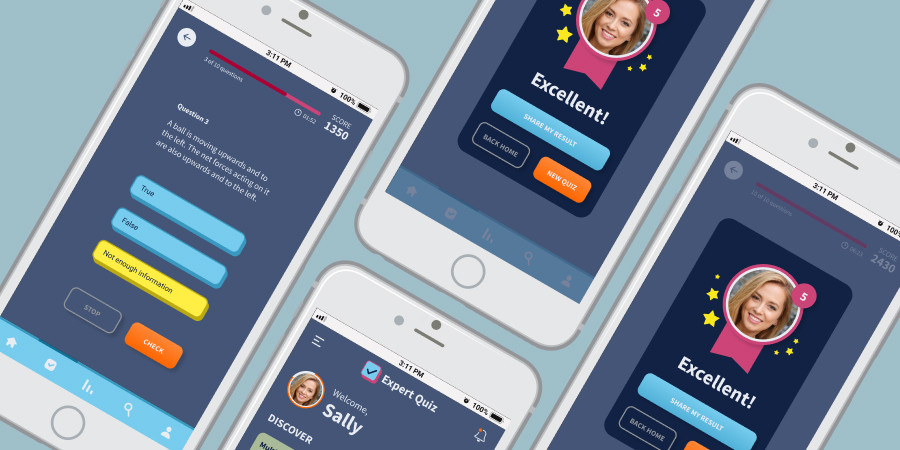 3:11 PM
100%
3 of 10 questions
01:52
SCORE
1350
Question 3
A ball is moving upwards and to
the left. The net forces acting on it
are also upwards and to the left.
True
False
Not enough information
STOP
CHECK
5
Excellent!
SHARE MY RESULT
BACK HOME
NEW QUIZ
3:11 PM
100%
Expert Quiz
Welcome,
Sally
DISCOVER
3:11 PM
100%
10 of 10 questions
SCORE
2430
5
Excellent!
SHARE MY RESULT
BACK HOME